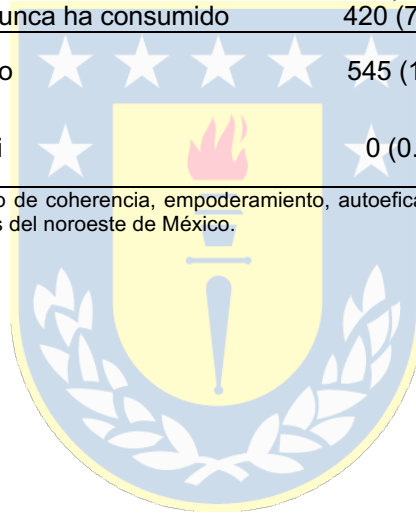 unca ha consumido 420 (7
o 545 (1
i 0 (0.
o de coherencia, empoderamiento, autoefica
s del noroeste de México.